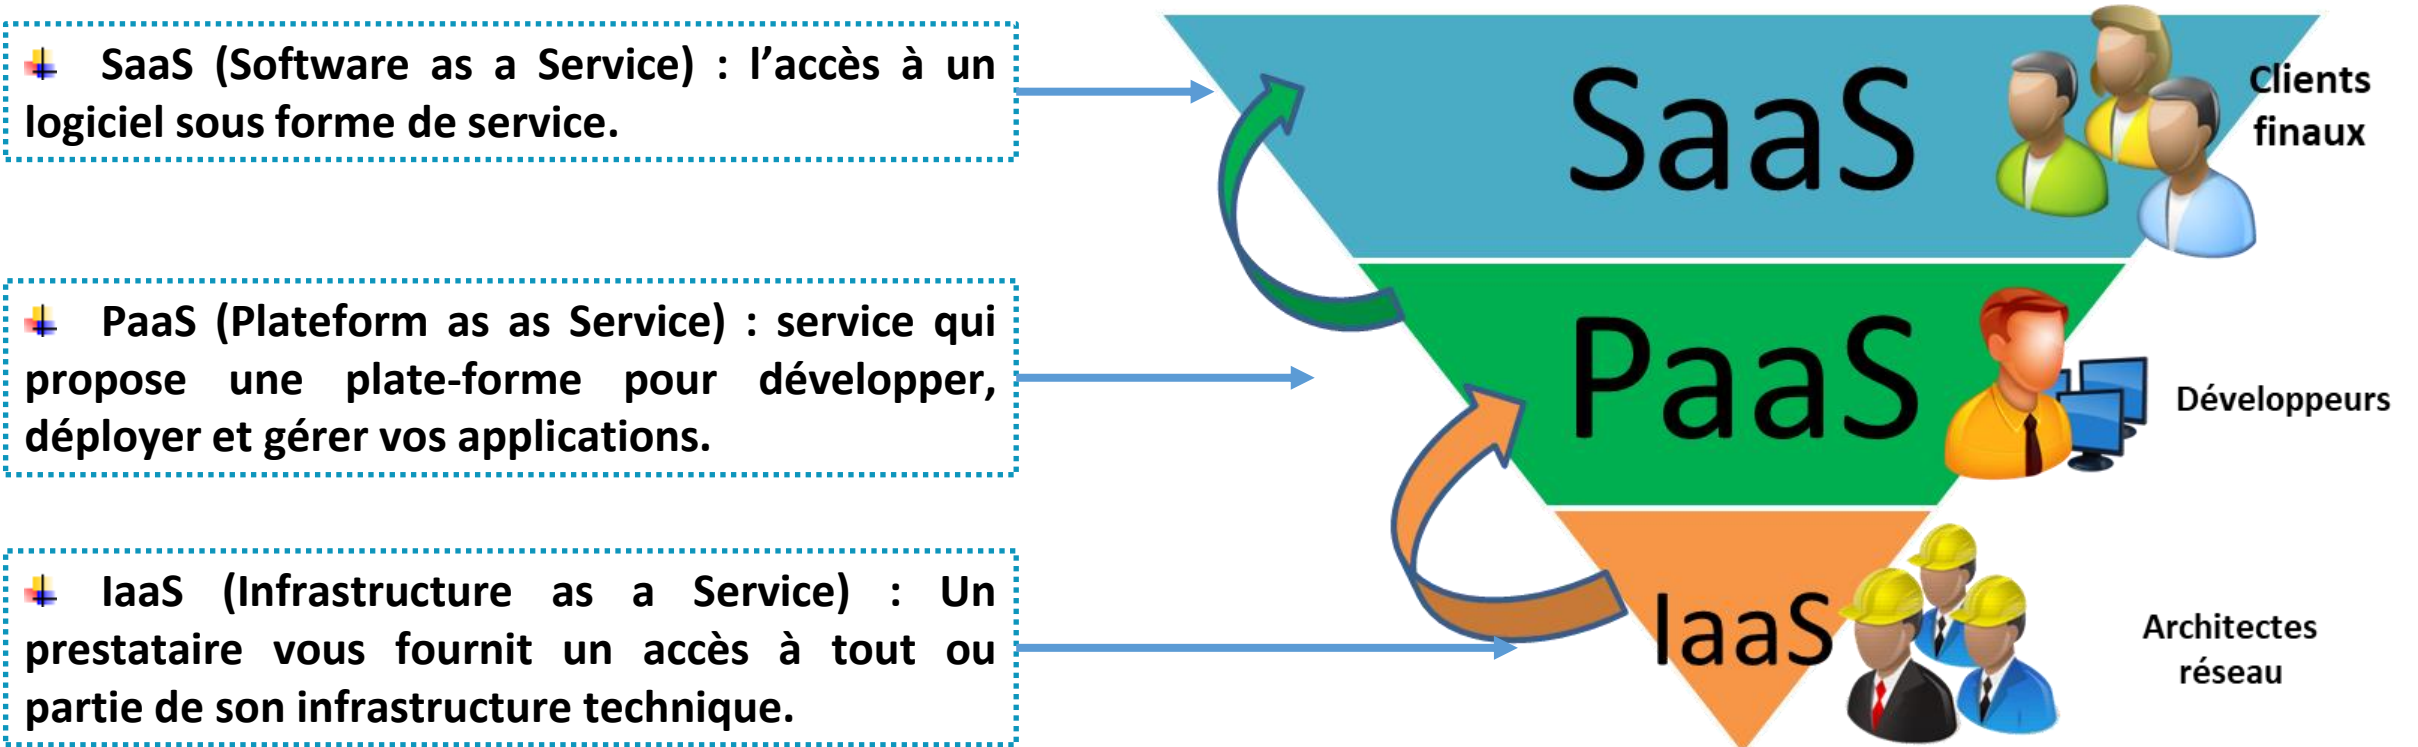 SaaS (Software as a Service) : l’accès à un
logiciel sous forme de service.
PaaS (Plateform as as Service) : service qui
propose une plate-forme pour développer,
déployer et gérer vos applications.
IaaS (Infrastructure as a Service) : Un
prestataire vous fournit un accès à tout ou
partie de son infrastructure technique.
SaaS
Clients
finaux
PaaS
Développeurs
IaaS
Architectes
réseau